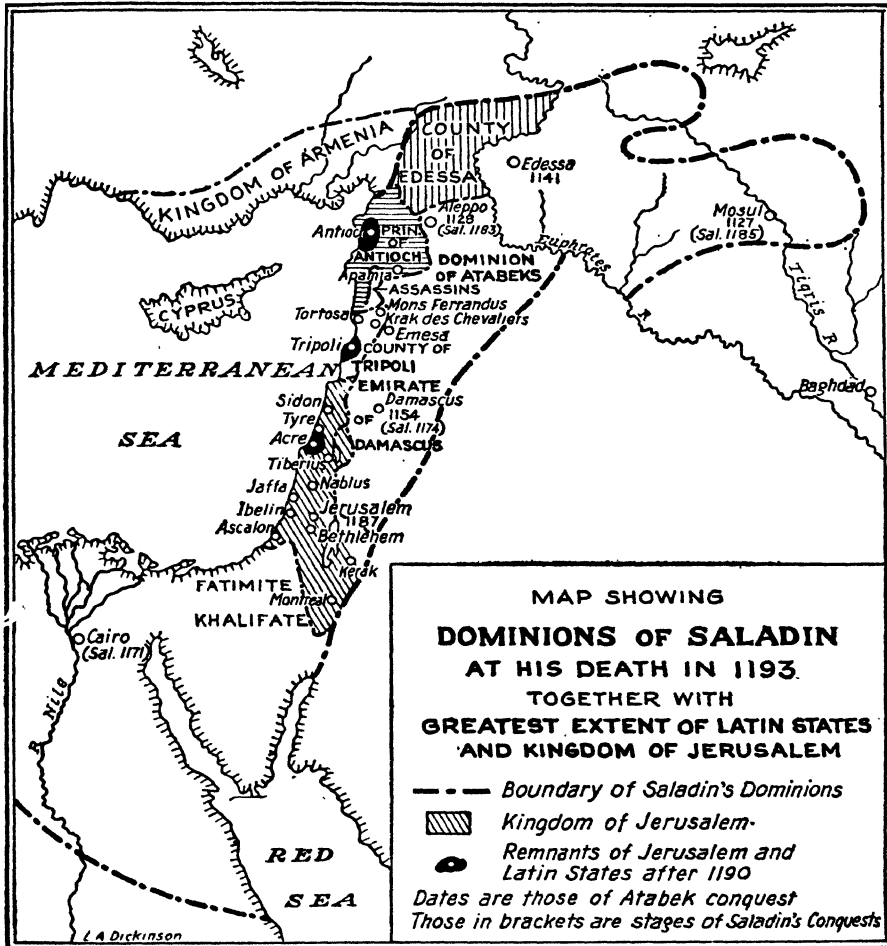 KINGDOM OF ARMENIA
COUNTY
OF
EDESSA
Edessa
1141
Aleppo
1128
(Sal. 1183)
Mosul
1127
(Sal. 1185)
Antioch
PRIN.
OF
ANTIOCH
Euphrates
R.
Tigris R.
Apamia
DOMINION
OF ATABEKS
ASSASSINS
CYPRUS
Tortosa
Mons Ferrandus
Krak des Chevaliers
Emesa
Tripoli
COUNTY OF
TRIPOLI
MEDITERRANEAN
SEA
EMIRATE
OF
DAMASCUS
Damascus
1154
(Sal. 1174)
Baghdad
Sidon
Tyre
Acre
Tiberius
Jaffa
Nablus
Ibelin
Jerusalem
1187
Ascalon
Bethlehem
Kerak
FATIMITE
KHALIFATE
Montreal
Cairo
(Sal. 1171)
R. Nile
RED
SEA
MAP SHOWING
DOMINIONS OF SALADIN
AT HIS DEATH IN 1193.
TOGETHER WITH
GREATEST EXTENT OF LATIN STATES
AND KINGDOM OF JERUSALEM
Boundary of Saladin's Dominions
Kingdom of Jerusalem.
Remnants of Jerusalem and
Latin States after 1190
Dates are those of Atabek conquest
Those in brackets are stages of Saladin's Conquests
L A Dickinson